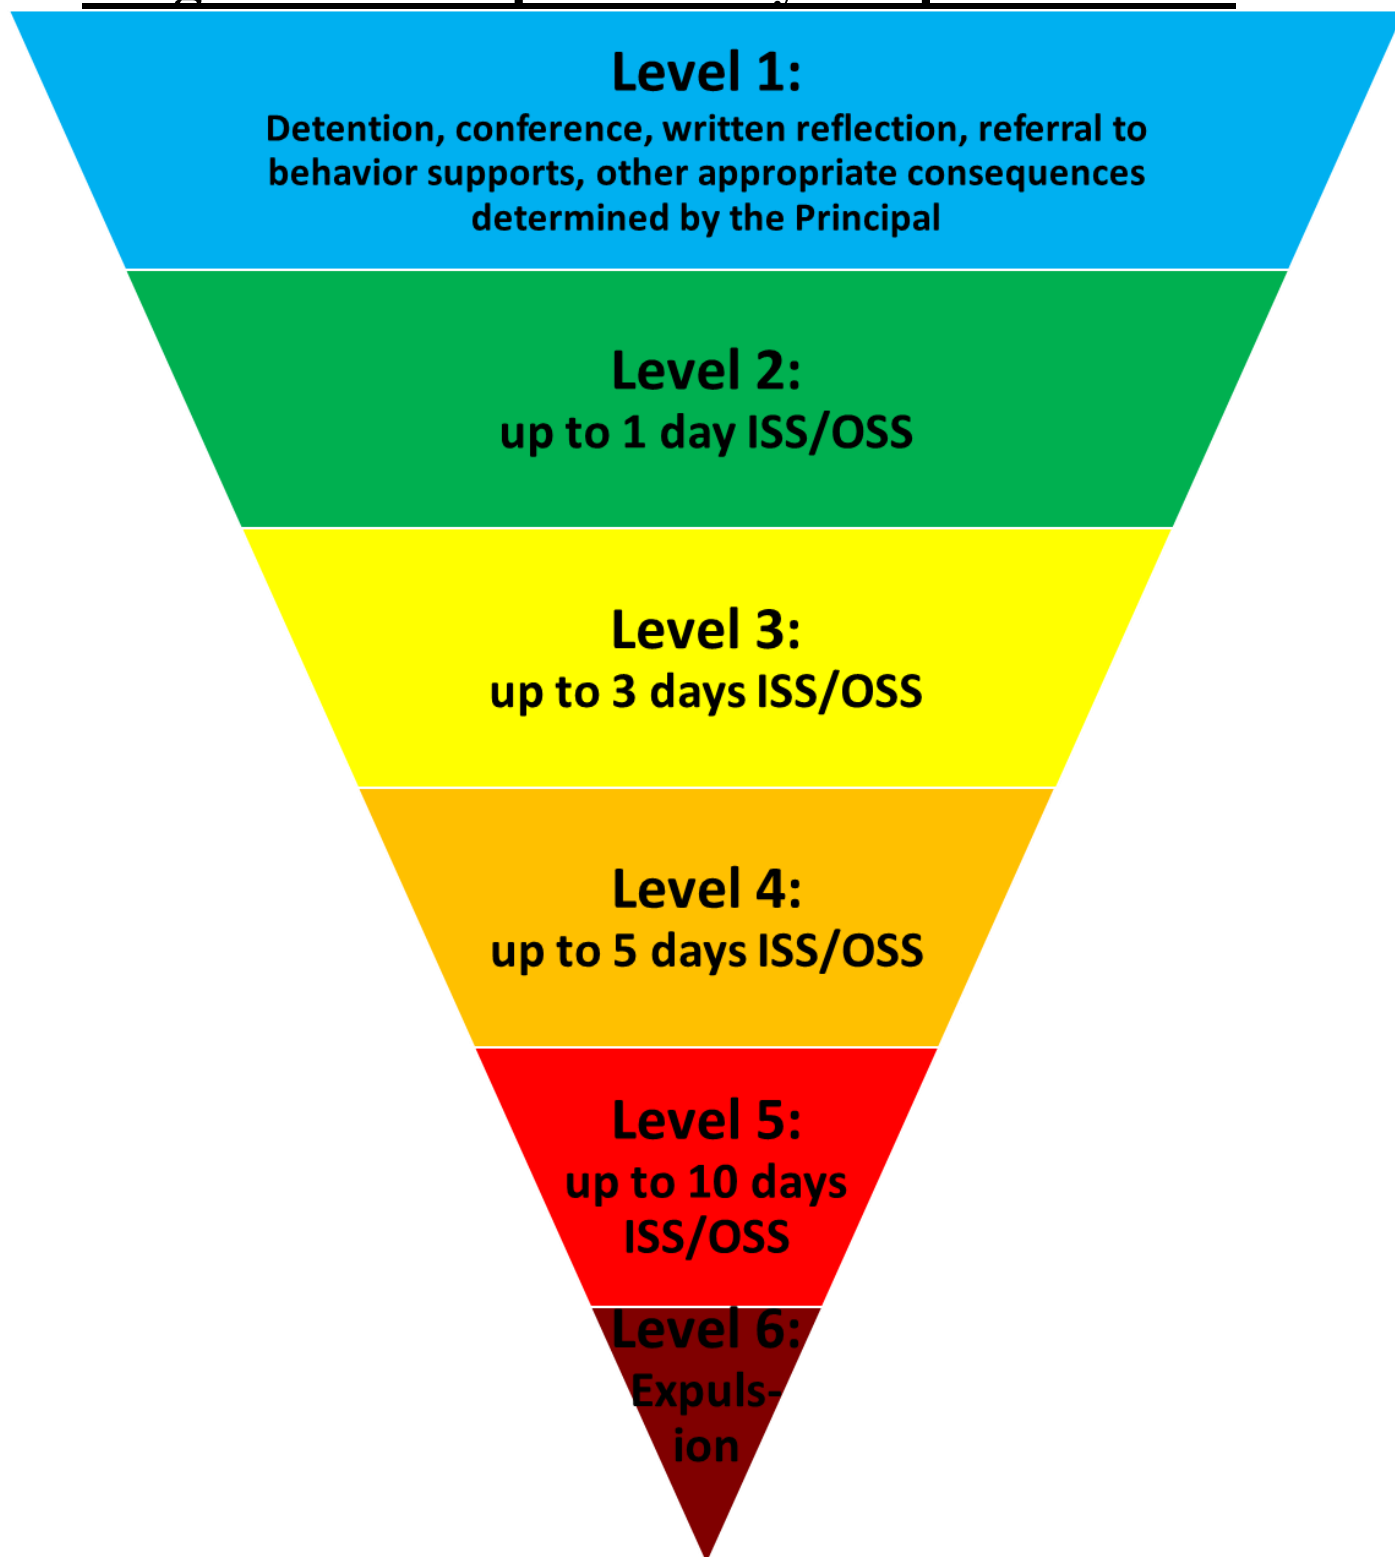 Level 1:
Detention, conference, written reflection, referral to
behavior supports, other appropriate consequences
determined by the Principal
Level 2:
up to 1 day ISS/OSS
Level 3:
up to 3 days ISS/OSS
Level 4:
up to 5 days ISS/OSS
Level 5:
up to 10 days
ISS/OSS
Level 6:
Expuls-
ion